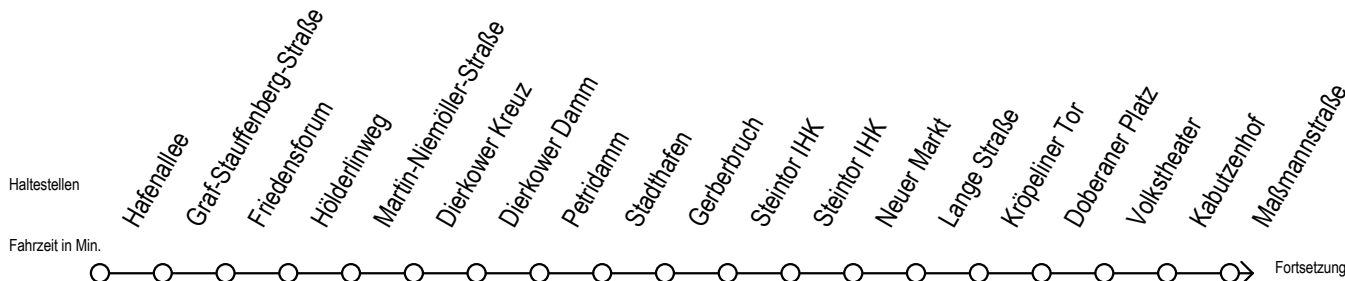 Haltestellen
Hafenallee
Graf-Stauffenberg-Straße
Friedensforum
Hölderlinweg
Martin-Niemöller-Straße
Dierkower Kreuz
Dierkower Damm
Petridamm
Stadthafen
Gerberbruch
Steintor IHK
Steintor IHK
Neuer Markt
Lange Straße
Kröpeliner Tor
Doberaner Platz
Volkstheater
Kabutzenhof
Maßmannstraße
Fahrzeit in Min.
Fortsetzung